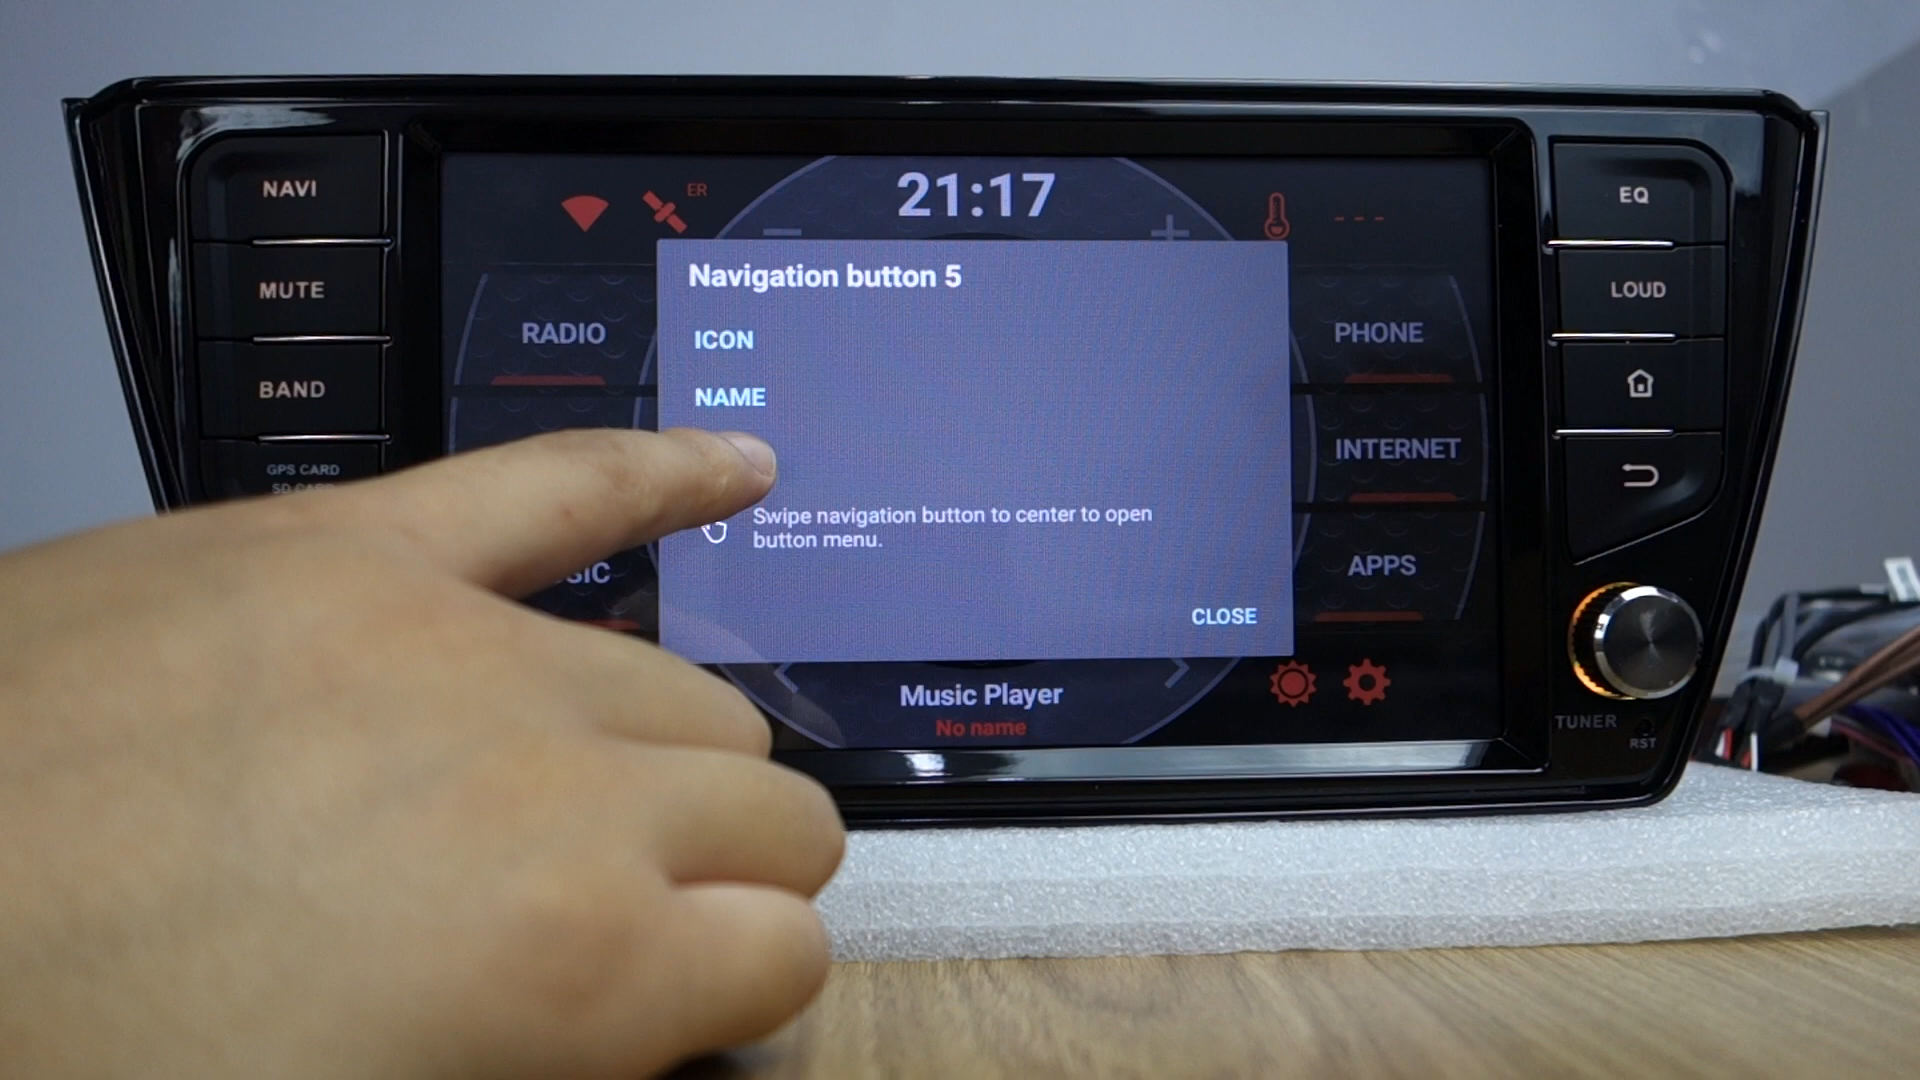 NAVI
MUTE
BAND
GPS CARD
ER
21:17
- - -
Navigation button 5
ICON
NAME
Swipe navigation button to center to open
button menu.
CLOSE
RADIO
PHONE
INTERNET
APPS
Music Player
No name
EQ
LOUD
TUNER
RST